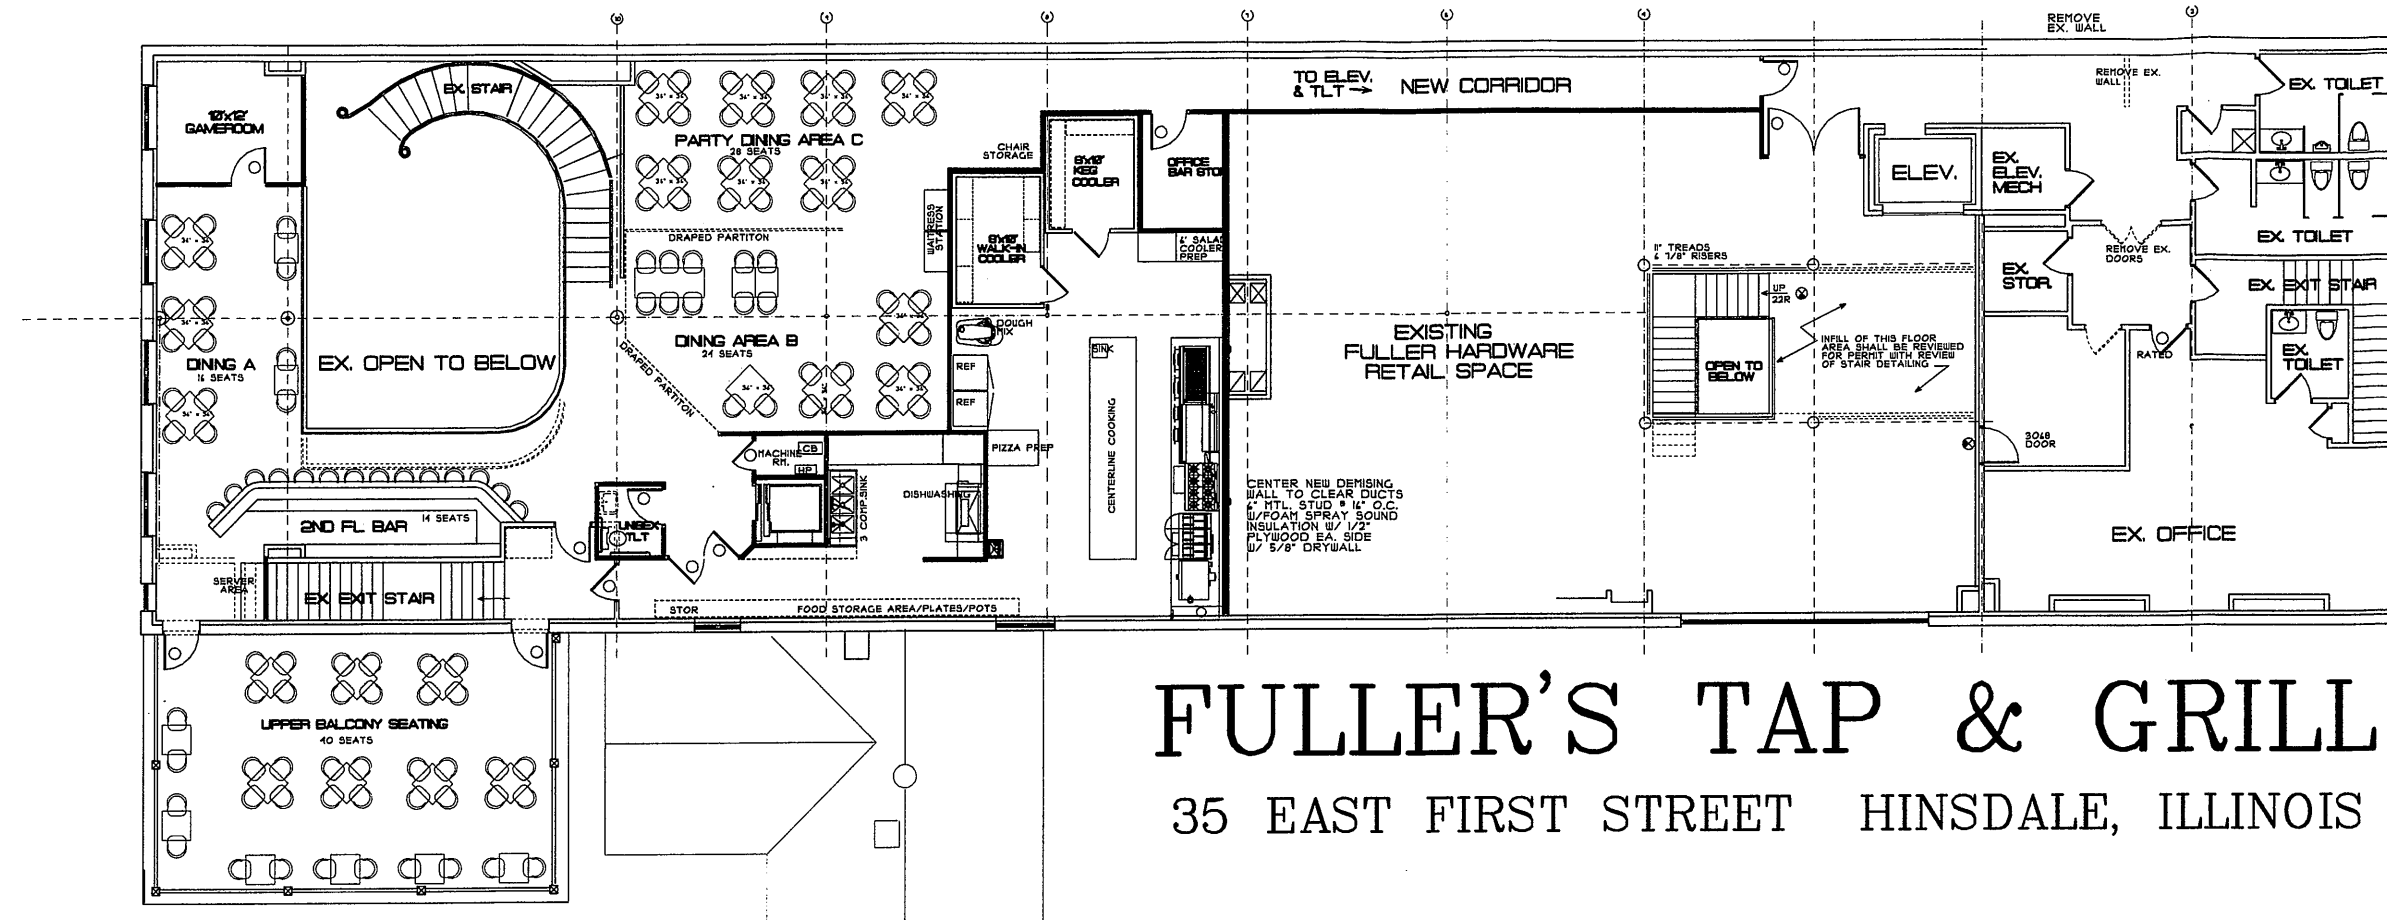 REMOVE
EX. WALL
EX. STAIR
10'x12'
GAMEROOM
PARTY DINING AREA C
28 SEATS
CHAIR
STORAGE
TO ELEV.
& TLT →
NEW CORRIDOR
REMOVE EX.
WALL
EX. TOILET
8'x10'
KEG
COOLER
OFFICE
BAR STO
ELEV.
EX.
ELEV.
MECH
WAITRESS
STATION
DRAPED PARTITON
8'x10'
WALK-IN
COOLER
6' SALAD
COOLER
PREP
11" TREADS
6 7/8" RISERS
REMOVE EX.
DOORS
EX. TOILET
EX.
STOR.
EX. EXIT STAIR
UP
22R
DOUGH
MIX
DINING AREA B
24 SEATS
DRAPED PARTITON
DINING A
16 SEATS
EX. OPEN TO BELOW
REF
REF
SINK
CENTERLINE COOKING
EXISTING
FULLER HARDWARE
RETAIL SPACE
OPEN TO
BELOW
INFILL OF THIS FLOOR
AREA SHALL BE REVIEWED
FOR PERMIT WITH REVIEW
OF STAIR DETAILING
RATED
EX.
TOILET
3068
DOOR
MACHINE
RM.
CB
HP
PIZZA PREP
3 COMP.SINK
DISHWASHING
CENTER NEW DEMISING
WALL TO CLEAR DUCTS
6" MTL. STUD @ 16" O.C.
W/FOAM SPRAY SOUND
INSULATION W/ 1/2"
PLYWOOD EA. SIDE
W/ 5/8" DRYWALL
2ND FL. BAR
14 SEATS
UNISEX
TLT
EX. OFFICE
SERVER
AREA
EX. EXIT STAIR
STOR
FOOD STORAGE AREA/PLATES/POTS
UPPER BALCONY SEATING
40 SEATS
FULLER'S TAP & GRILL
35 EAST FIRST STREET HINSDALE, ILLINOIS